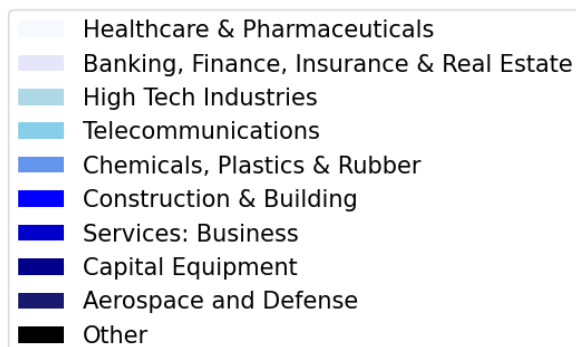 Healthcare & Pharmaceuticals
Banking, Finance, Insurance & Real Estate
High Tech Industries
Telecommunications
Chemicals, Plastics & Rubber
Construction & Building
Services: Business
Capital Equipment
Aerospace and Defense
Other